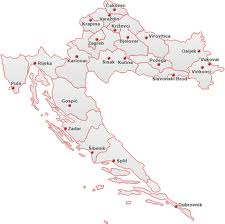 Čakovec
Varaždin
Krapina
Križevci
Zagreb
Bjelovar
Virovitica
Osijek
Rijeka
Karlovac
Sisak
Kutina
Požega
Vukovar
Vinkovci
Slavonski Brod
Pula
Gospić
Zadar
Šibenik
Split
Dubrovnik